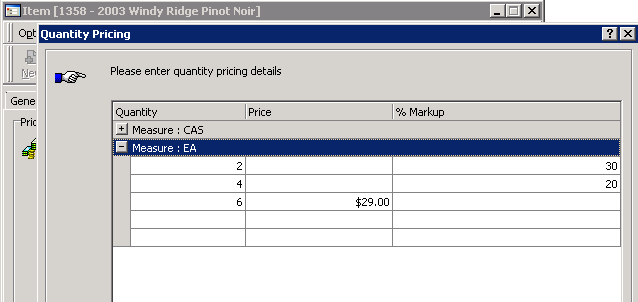 Item [1358 - 2003 Windy Ridge Pinot Noir]
Opt
Quantity Pricing
Nev
Please enter quantity pricing details
Gene
Quantity Price % Markup
Pric
Measure : CAS
Measure : EA
2 30
4 20
6 $29.00